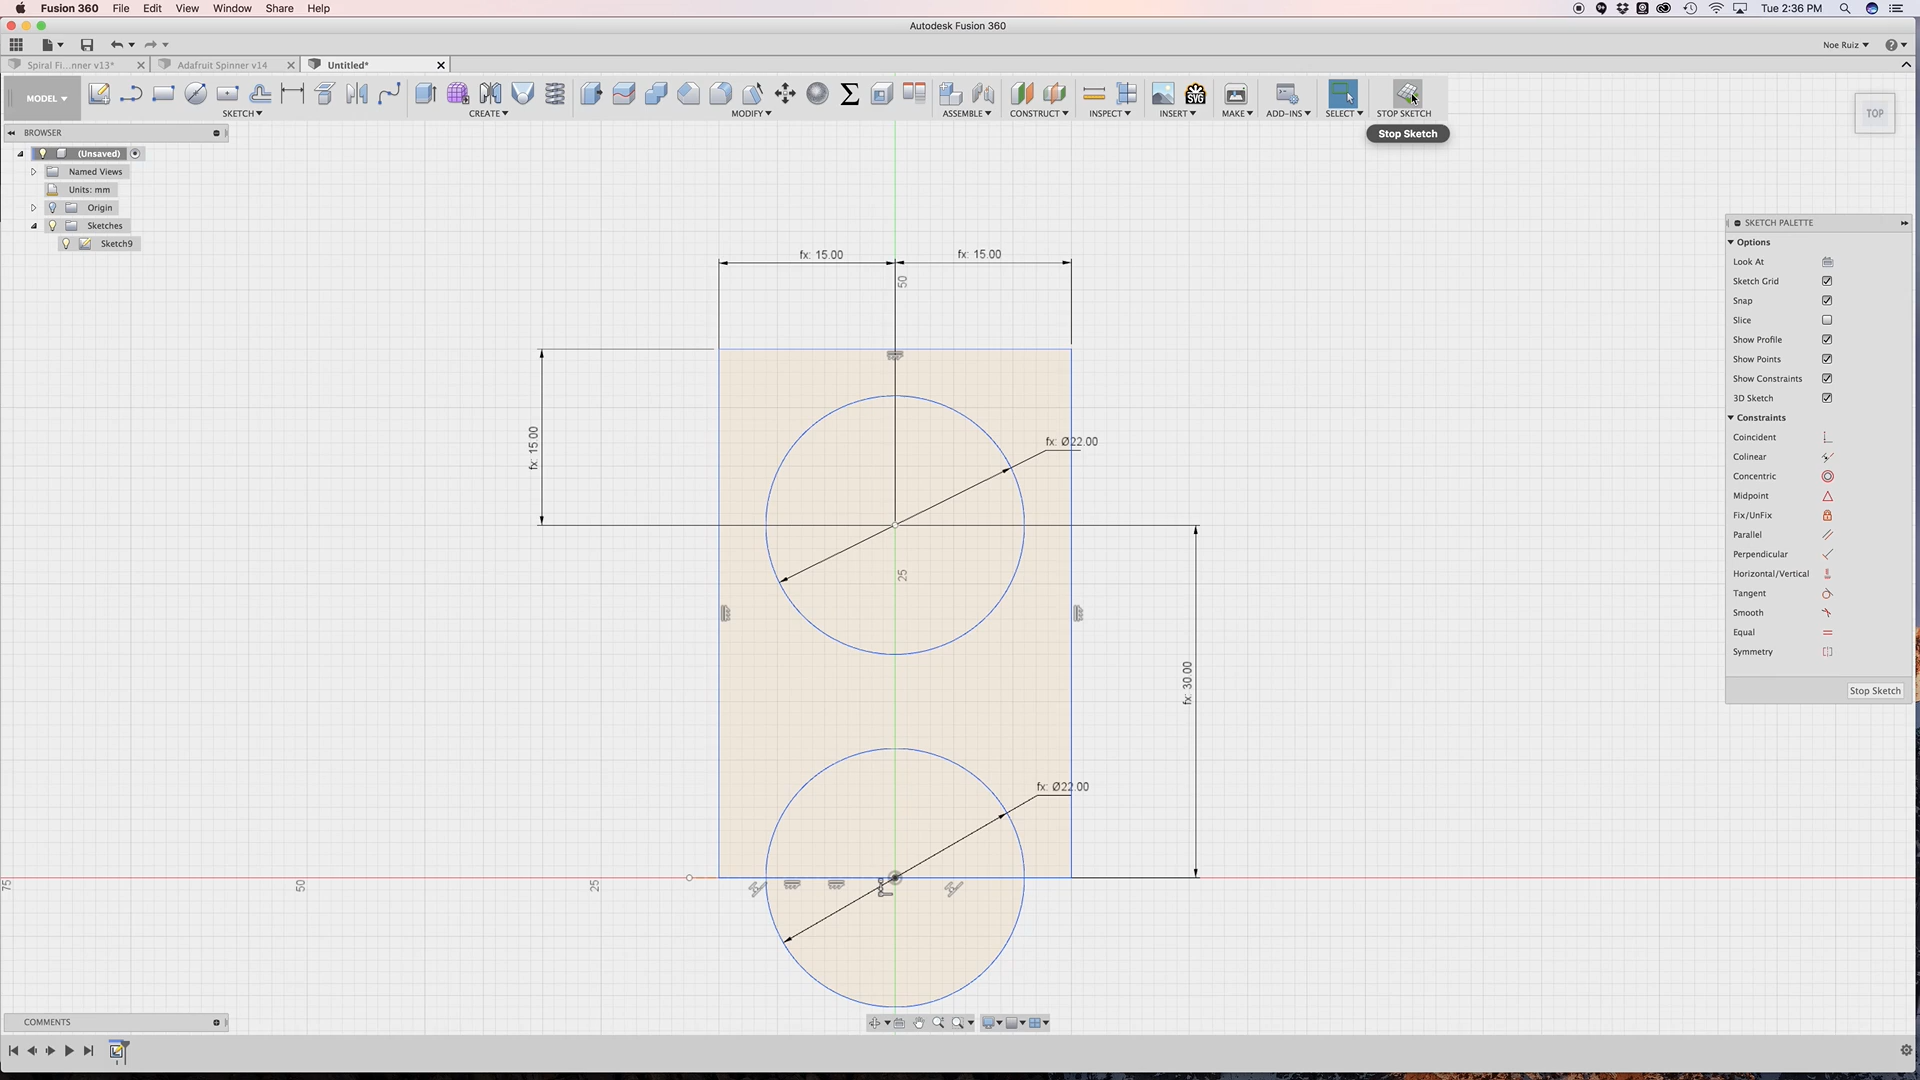 Fusion 360 File Edit View Window Share Help
Tue 2:36 PM
Autodesk Fusion 360
Noe Ruiz
Spiral Fi...nner v13* Adafruit Spinner v14 Untitled*
MODEL
SKETCH CREATE MODIFY ASSEMBLE CONSTRUCT INSPECT INSERT MAKE ADD-INS SELECT STOP SKETCH
SVG
Stop Sketch
TOP
BROWSER
(Unsaved)
Named Views
Units: mm
Origin
Sketches
Sketch9
fx: 15.00 fx: 15.00
50
fx: 15.00
fx: Ø22.00
25
fx: 30.00
fx: Ø22.00
75 50 25
SKETCH PALETTE
Options
Look At
Sketch Grid
Snap
Slice
Show Profile
Show Points
Show Constraints
3D Sketch
Constraints
Coincident
Colinear
Concentric
Midpoint
Fix/UnFix
Parallel
Perpendicular
Horizontal/Vertical
Tangent
Smooth
Equal
Symmetry
Stop Sketch
COMMENTS